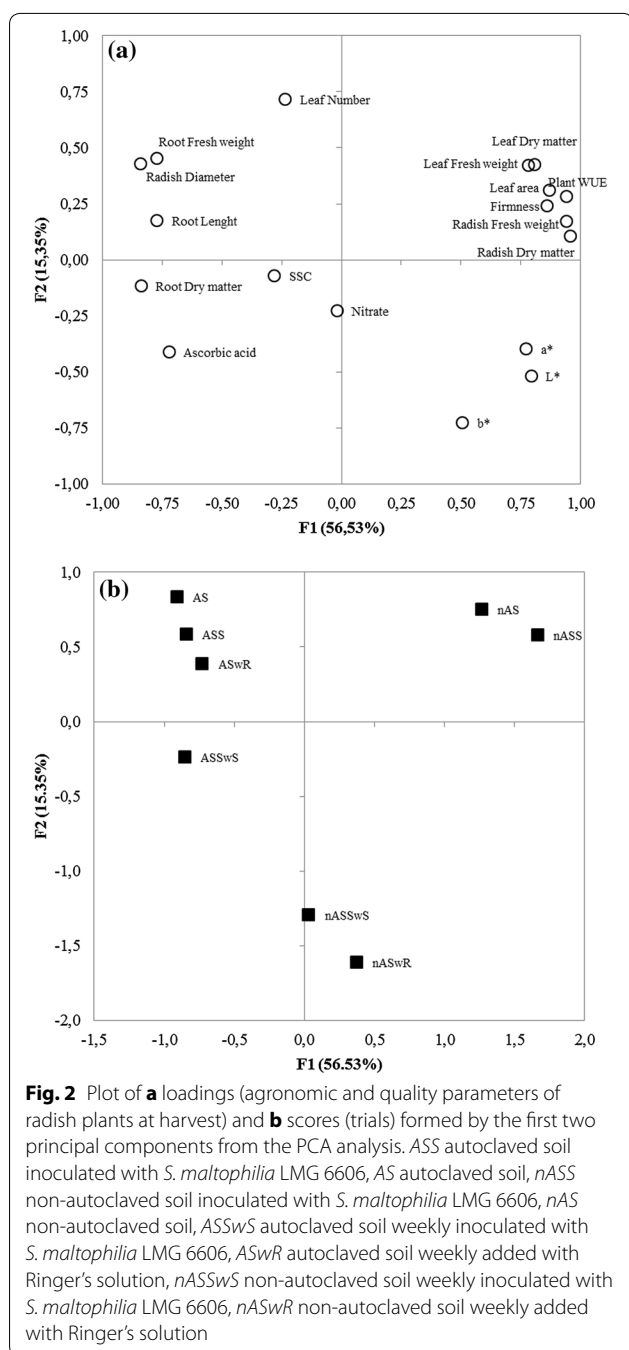 (a)
1,00
0,75
0,50
0,25
0,00
-0,25
-0,50
-0,75
-1,00
F2 (15,35%)
Leaf Number
Root Fresh weight
Radish Diameter
Root Lenght
Leaf Dry matter
Leaf Fresh weight
Leaf area
Plant WUE
Firmness
Radish Fresh weight
Radish Dry matter
SSC
Root Dry matter
Nitrate
Ascorbic acid
a*
L*
b*
-1,00 -0,75 -0,50 -0,25 0,00 0,25 0,50 0,75 1,00
F1 (56,53%)
(b)
1,0
0,5
0,0
-0,5
-1,0
-1,5
-2,0
F2 (15.35%)
AS
nAS
ASS
nASS
ASwR
ASSwS
nASSwS
nASwR
-1,5 -1,0 -0,5 0,0 0,5 1,0 1,5 2,0
F1 (56.53%)
Fig. 2 Plot of a loadings (agronomic and quality parameters of
radish plants at harvest) and b scores (trials) formed by the first two
principal components from the PCA analysis. ASS autoclaved soil
inoculated with S. maltophilia LMG 6606, AS autoclaved soil, nASS
non-autoclaved soil inoculated with S. maltophilia LMG 6606, nAS
non-autoclaved soil, ASSwS autoclaved soil weekly inoculated with
S. maltophilia LMG 6606, ASwR autoclaved soil weekly added with
Ringer's solution, nASSwS non-autoclaved soil weekly inoculated with
S. maltophilia LMG 6606, nASwR non-autoclaved soil weekly added
with Ringer's solution